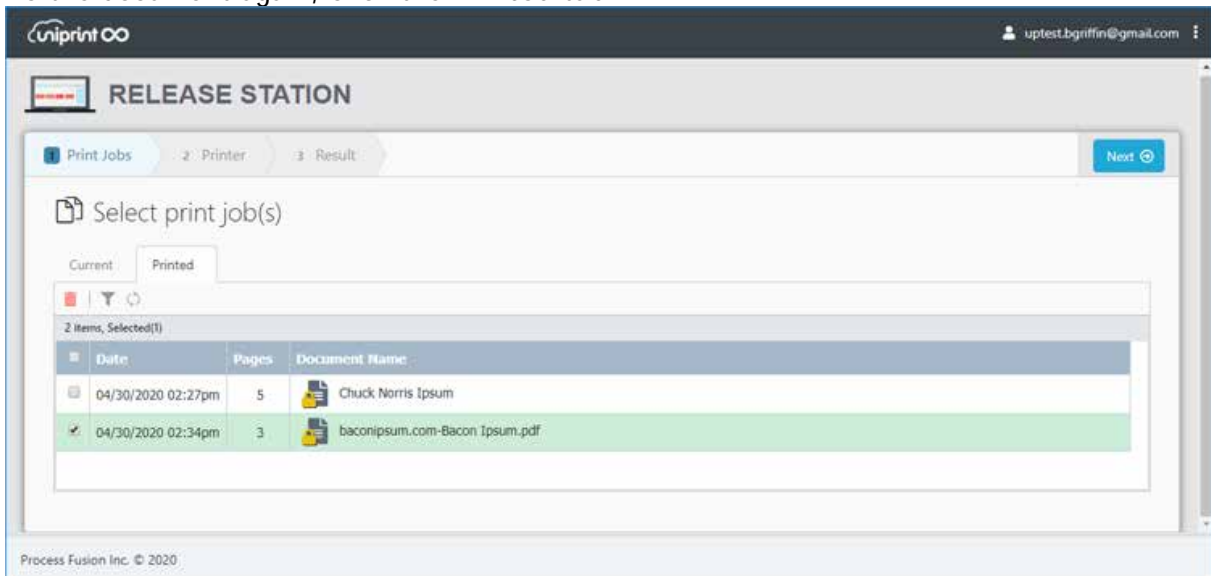 uniprint
uptest.bgriffin@gmail.com
RELEASE STATION
1 Print Jobs
2 Printer
3 Result
Next
Select print job(s)
Current
Printed
2 items, Selected(1)
Date Pages Document Name
04/30/2020 02:27pm 5 Chuck Norris Ipsum
04/30/2020 02:34pm 3 baconipsum.com-Bacon Ipsum.pdf
Process Fusion Inc. © 2020